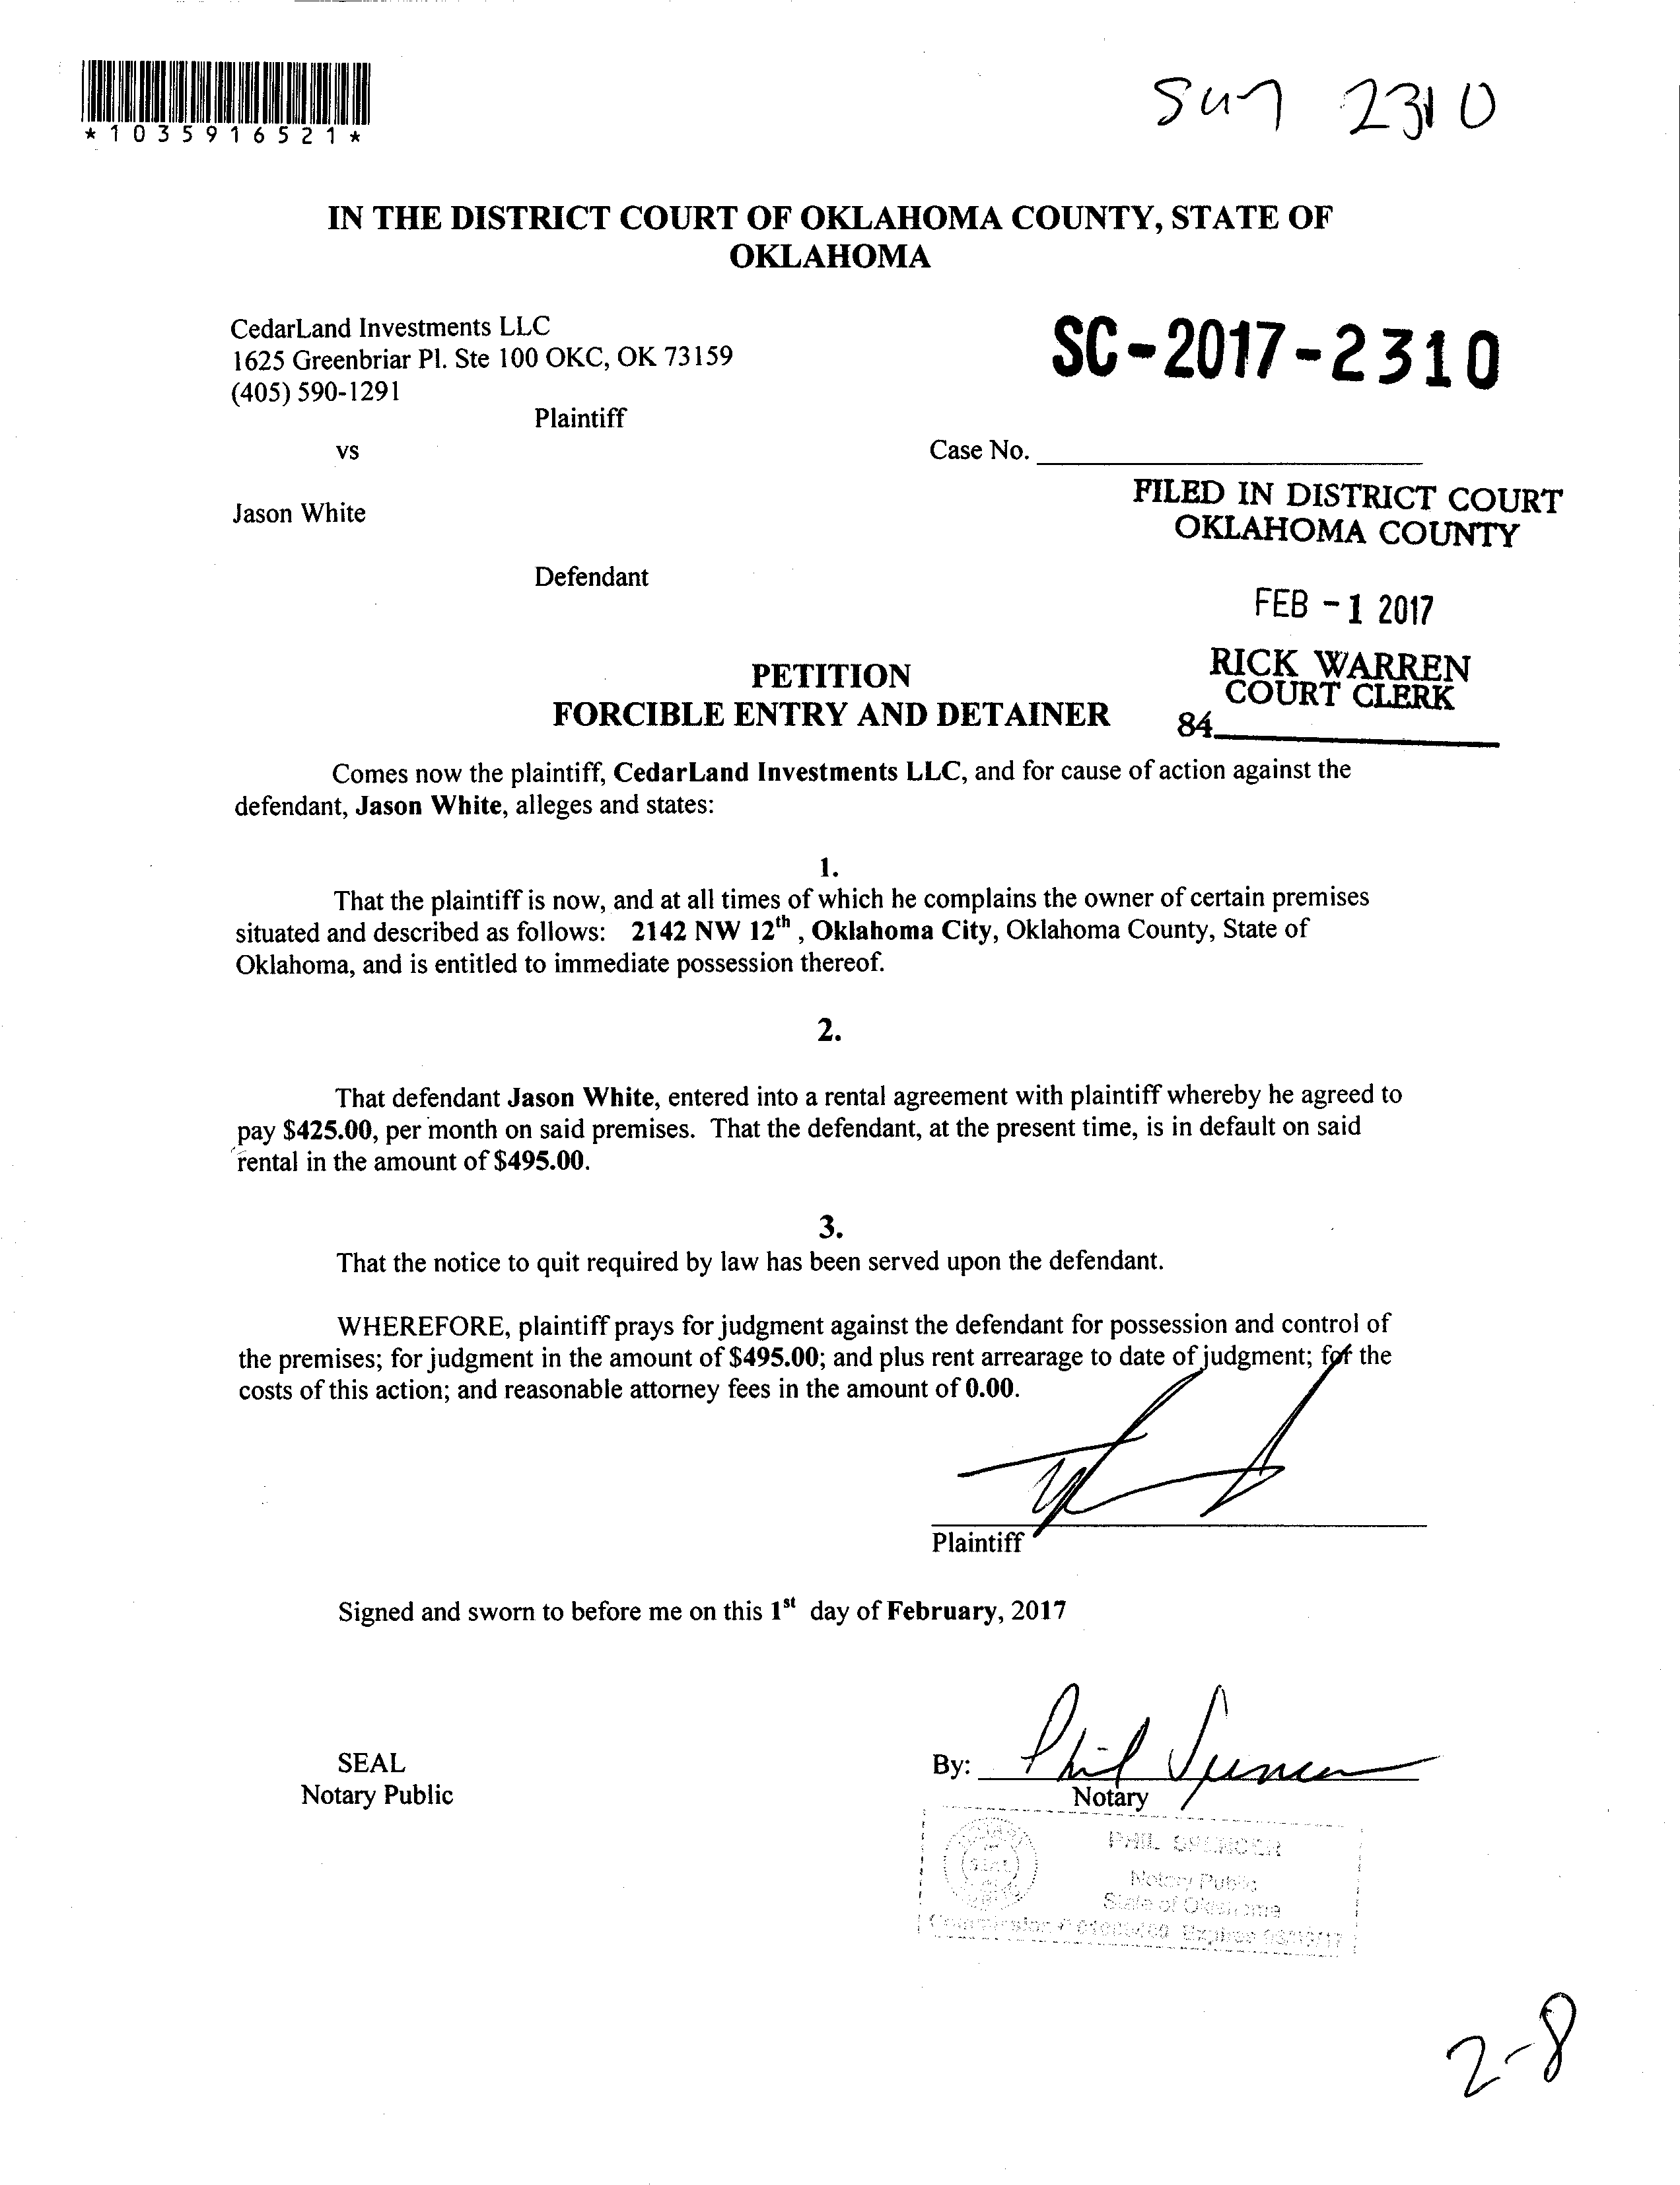 *1035916521*
2310
IN THE DISTRICT COURT OF OKLAHOMA COUNTY, STATE OF
OKLAHOMA
CedarLand Investments LLC
1625 Greenbriar Pl. Ste 100 OKC, OK 73159
(405) 590-1291
Plaintiff
SC-2017-2310
vs
Case No.
Jason White
FILED IN DISTRICT COURT
OKLAHOMA COUNTY
Defendant
FEB -1 2017
RICK WARREN
COURT CLERK
84
PETITION
FORCIBLE ENTRY AND DETAINER
Comes now the plaintiff, CedarLand Investments LLC, and for cause of action against the
defendant, Jason White, alleges and states:
1.
That the plaintiff is now, and at all times of which he complains the owner of certain premises
situated and described as follows: 2142 NW 12th , Oklahoma City, Oklahoma County, State of
Oklahoma, and is entitled to immediate possession thereof.
2.
That defendant Jason White, entered into a rental agreement with plaintiff whereby he agreed to
pay $425.00, per month on said premises. That the defendant, at the present time, is in default on said
rental in the amount of $495.00.
3.
That the notice to quit required by law has been served upon the defendant.
WHEREFORE, plaintiff prays for judgment against the defendant for possession and control of
the premises; for judgment in the amount of $495.00; and plus rent arrearage to date of judgment; for the
costs of this action; and reasonable attorney fees in the amount of 0.00.
Plaintiff
Signed and sworn to before me on this 1st day of February, 2017
SEAL
Notary Public
By: Phil Spencer
Notary
PHIL SPENCER
Notary Public
State of Oklahoma
Commission # Expires
2-8